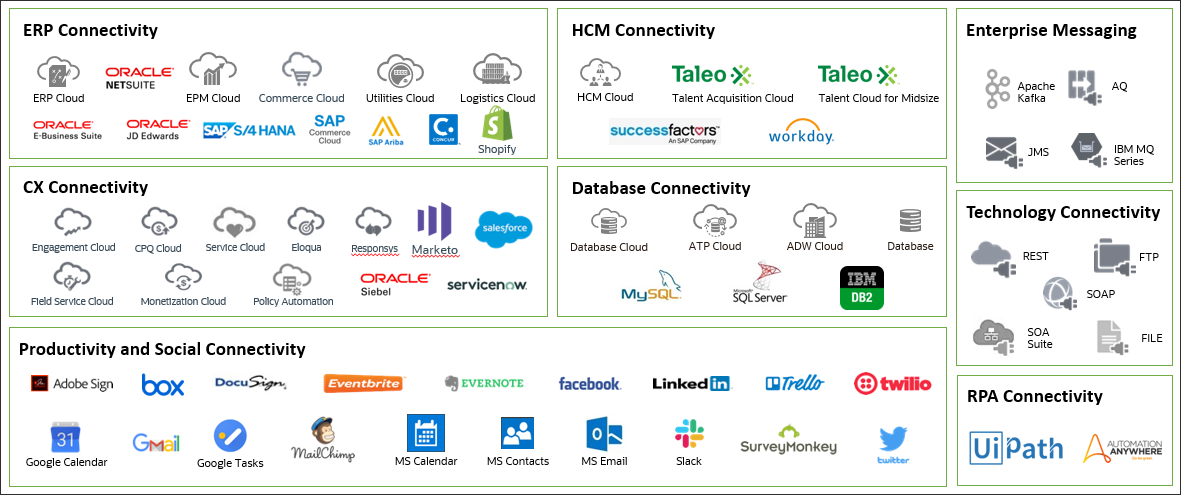 ERP Connectivity
ERP Cloud
ORACLE
NETSUITE
EPM Cloud
Commerce Cloud
Utilities Cloud
Logistics Cloud
ORACLE
E-Business Suite
ORACLE
JD Edwards
SAP S/4HANA
SAP
Commerce
Cloud
SAP Ariba
C.
CONCUR
Shopify
HCM Connectivity
HCM Cloud
Taleo
Talent Acquisition Cloud
Taleo
Talent Cloud for Midsize
successfactors™
An SAP Company
workday.
Enterprise Messaging
Apache
Kafka
AQ
JMS
IBM MQ
Series
CX Connectivity
Engagement Cloud
CPQ Cloud
Service Cloud
Eloqua
Responsys
Marketo
salesforce
Field Service Cloud
Monetization Cloud
Policy Automation
ORACLE
Siebel
servicenow
Database Connectivity
Database Cloud
ATP Cloud
ADW Cloud
Database
MySQL
Microsoft
SQL Server
IBM
DB2
Technology Connectivity
REST
FTP
SOAP
SOA
Suite
FILE
Productivity and Social Connectivity
Adobe Sign
box
DocuSign
Eventbrite
EVERNOTE
facebook
LinkedIn
Trello
twilio
31
Google Calendar
Gmail
Google Tasks
MailChimp
MS Calendar
MS Contacts
MS Email
Slack
SurveyMonkey
twitter
RPA Connectivity
UiPath
AUTOMATION
ANYWHERE